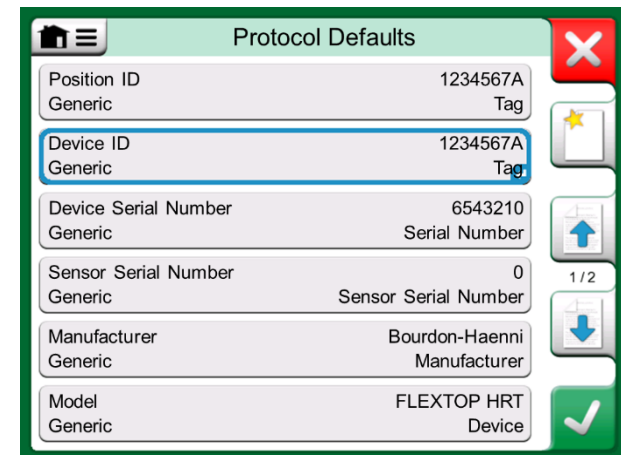 Protocol Defaults
Position ID 1234567A
Generic Tag
Device ID 1234567A
Generic Tag
Device Serial Number 6543210
Generic Serial Number
Sensor Serial Number 0
Generic Sensor Serial Number
1/2
Manufacturer Bourdon-Haenni
Generic Manufacturer
Model FLEXTOP HRT
Generic Device